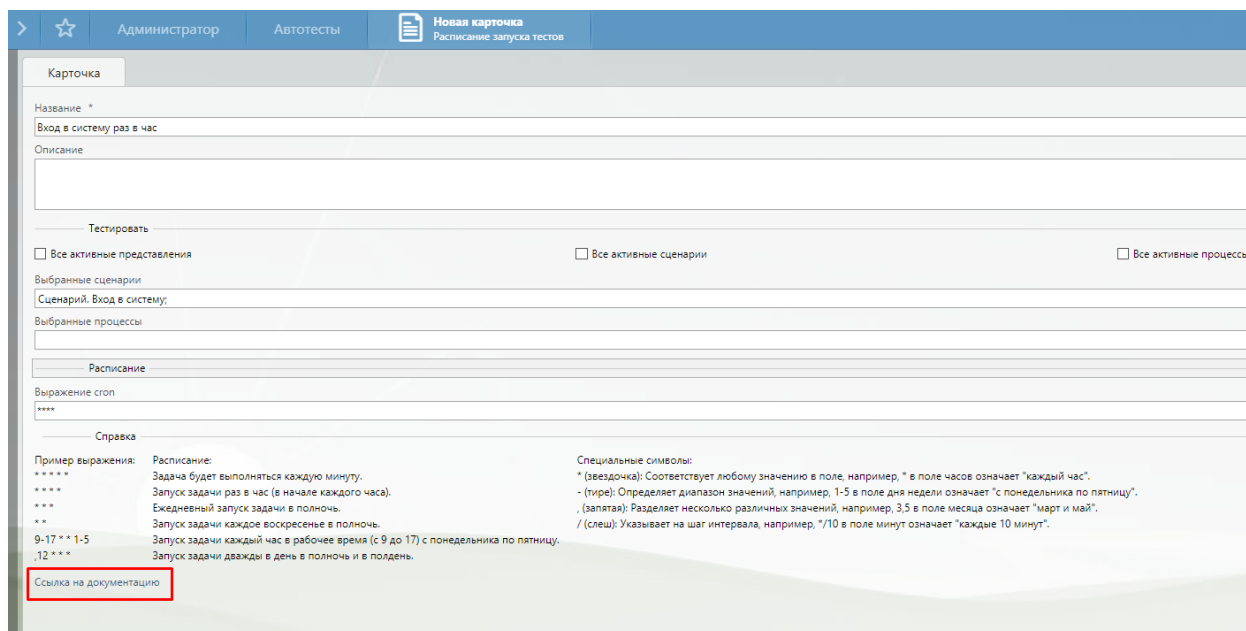 Администратор
Автотесты
Новая карточка
Расписание запуска тестов
Карточка
Название *
Вход в систему раз в час
Описание
Тестировать
Все активные представления
Все активные сценарии
Все активные процессы
Выбранные сценарии
Сценарий. Вход в систему;
Выбранные процессы
Расписание
Выражение cron
****
Справка
Пример выражения: Расписание:
* * * * * Задача будет выполняться каждую минуту.
* * * * Запуск задачи раз в час (в начале каждого часа).
* * * Ежедневный запуск задачи в полночь.
* * Запуск задачи каждое воскресенье в полночь.
9-17 * * 1-5 Запуск задачи каждый час в рабочее время (с 9 до 17) с понедельника по пятницу.
,12 * * * Запуск задачи дважды в день в полночь и в полдень.
Специальные символы:
* (звездочка): Соответствует любому значению в поле, например, * в поле часов означает "каждый час".
- (тире): Определяет диапазон значений, например, 1-5 в поле дня недели означает "с понедельника по пятницу".
, (запятая): Разделяет несколько различных значений, например, 3,5 в поле месяца означает "март и май".
/ (слеш): Указывает на шаг интервала, например, */10 в поле минут означает "каждые 10 минут".
Ссылка на документацию